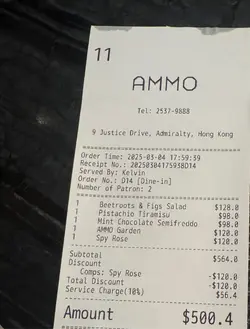 11
AMMO
Tel: 2537-9888
9 Justice Drive, Admiralty, Hong Kong
Order Time: 2025-03-04 17:59:39
Receipt No.: 20250304175938D14
Served By: Kelvin
Order No.: D14 [Dine-in]
Number of Patron: 2
1 Beetroots & Figs Salad $128.0
1 Pistachio Tiramisu $98.0
1 Mint Chocolate Semifreddo $98.0
1 AMMO Garden $120.0
1 Spy Rose $120.0
Subtotal $564.0
Discount
Comps: Spy Rose -$120.0
Total Discount -$120.0
Service Charge(10%) $56.4
Amount $500.4